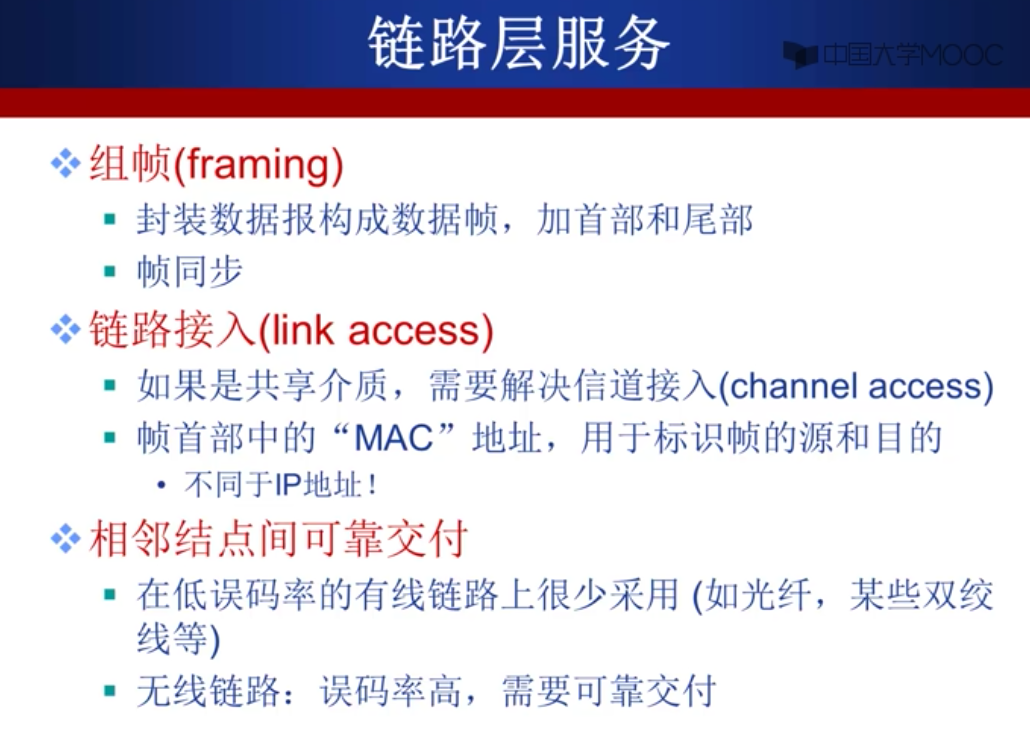 链路层服务
中国大学MOOC
组帧(framing)
封装数据报构成数据帧，加首部和尾部
帧同步
链路接入(link access)
如果是共享介质，需要解决信道接入(channel access)
帧首部中的“MAC”地址，用于标识帧的源和目的
不同于IP地址！
相邻结点间可靠交付
在低误码率的有线链路上很少采用 (如光纤，某些双绞
线等)
无线链路：误码率高，需要可靠交付